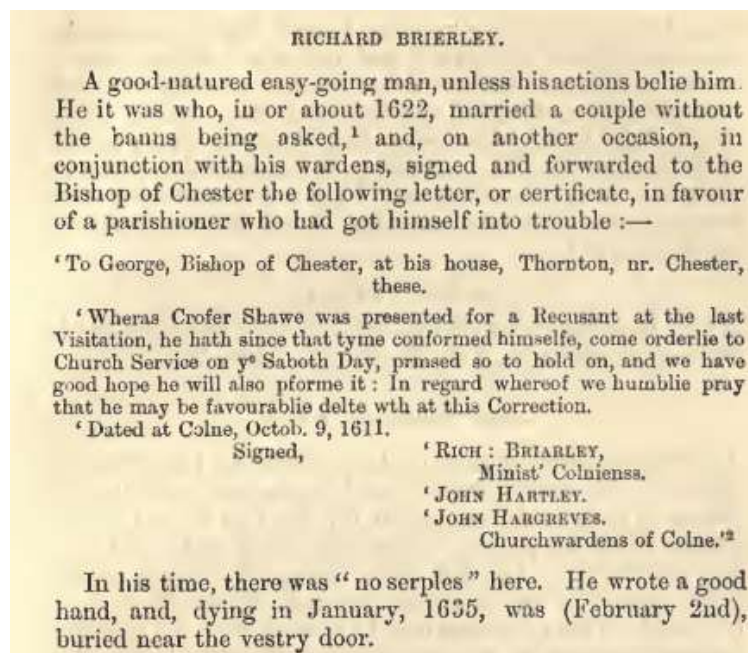 RICHARD BRIERLEY.
A good-natured easy-going man, unless his actions belie him.
He it was who, in or about 1622, married a couple without
the banns being asked,¹ and, on another occasion, in
conjunction with his wardens, signed and forwarded to the
Bishop of Chester the following letter, or certificate, in favour
of a parishioner who had got himself into trouble :—
‘To George, Bishop of Chester, at his house, Thornton, nr. Chester,
these.
‘Wheras Crofer Shawe was presented for a Recusant at the last
Visitation, he hath since that tyme conformed himselfe, come orderlie to
Church Service on yᵉ Saboth Day, prmsed so to hold on, and we have
good hope he will also pforme it : In regard whereof we humblie pray
that he may be favourablie delte wth at this Correction.
‘Dated at Colne, Octob. 9, 1611.
Signed, ‘RICH : BRIARLEY,
Minist’ Colnienss.
‘JOHN HARTLEY.
‘JOHN HARGREVES.
Churchwardens of Colne.’²
In his time, there was “no serples” here. He wrote a good
hand, and, dying in January, 1635, was (February 2nd),
buried near the vestry door.